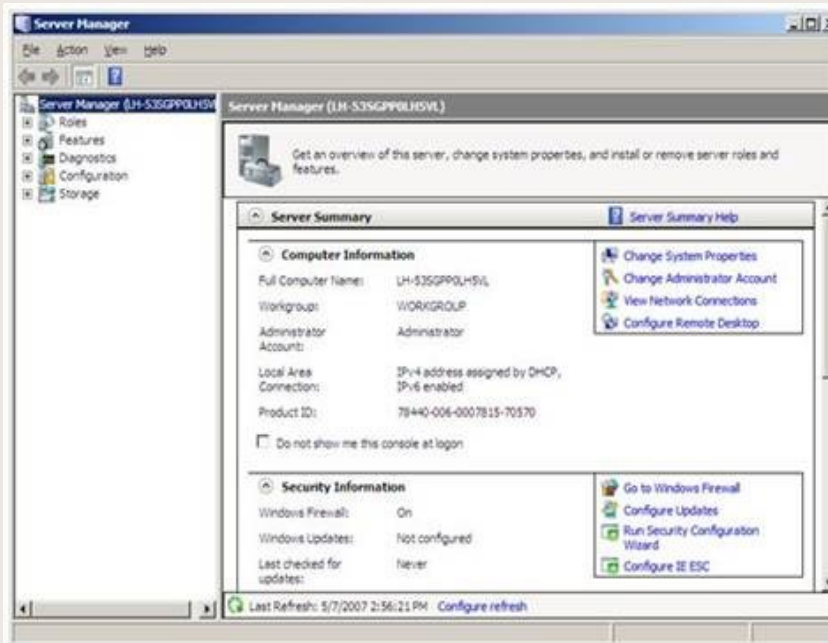 Server Manager
File Action View Help
Server Manager (LH-53SGPP0LH5V
Roles
Features
Diagnostics
Configuration
Storage
Server Manager (LH-53SGPP0LH5VL)
Get an overview of this server, change system properties, and install or remove server roles and
features.
Server Summary
Server Summary Help
Computer Information
Full Computer Name: LH-53SGPP0LH5VL
Workgroup: WORKGROUP
Administrator Account: Administrator
Local Area Connection: IPv4 address assigned by DHCP, IPv6 enabled
Product ID: 78440-006-0007815-70570
Do not show me this console at logon
Change System Properties
Change Administrator Account
View Network Connections
Configure Remote Desktop
Security Information
Windows Firewall: On
Windows Updates: Not configured
Last checked for updates: Never
Go to Windows Firewall
Configure Updates
Run Security Configuration
Wizard
Configure IE ESC
Last Refresh: 5/7/2007 2:56:21 PM Configure refresh